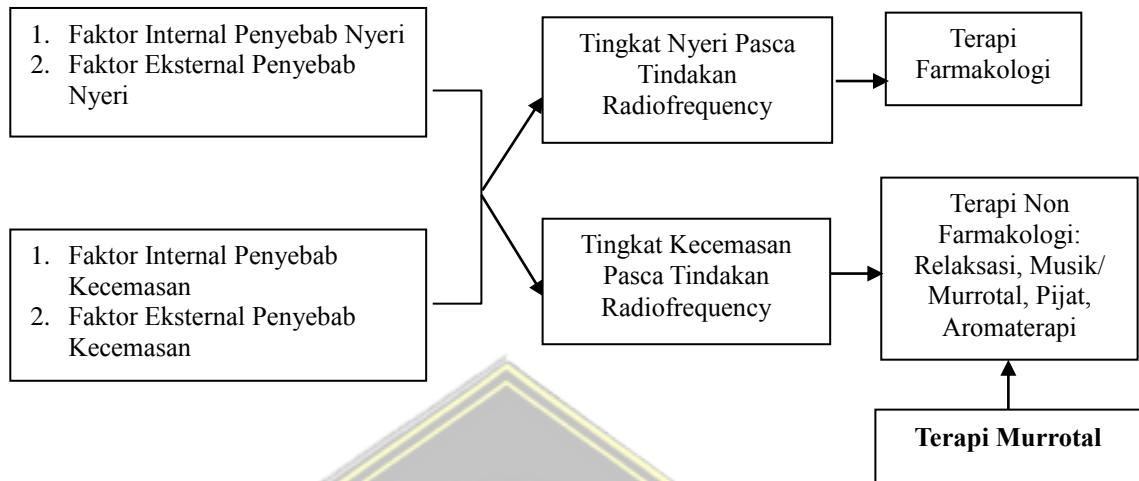 1. Faktor Internal Penyebab Nyeri
2. Faktor Eksternal Penyebab
Nyeri
Tingkat Nyeri Pasca
Tindakan
Radiofrequency
Terapi
Farmakologi
1. Faktor Internal Penyebab
Kecemasan
2. Faktor Eksternal Penyebab
Kecemasan
Tingkat Kecemasan
Pasca Tindakan
Radiofrequency
Terapi Non
Farmakologi:
Relaksasi, Musik/
Murrotal, Pijat,
Aromaterapi
Terapi Murrotal